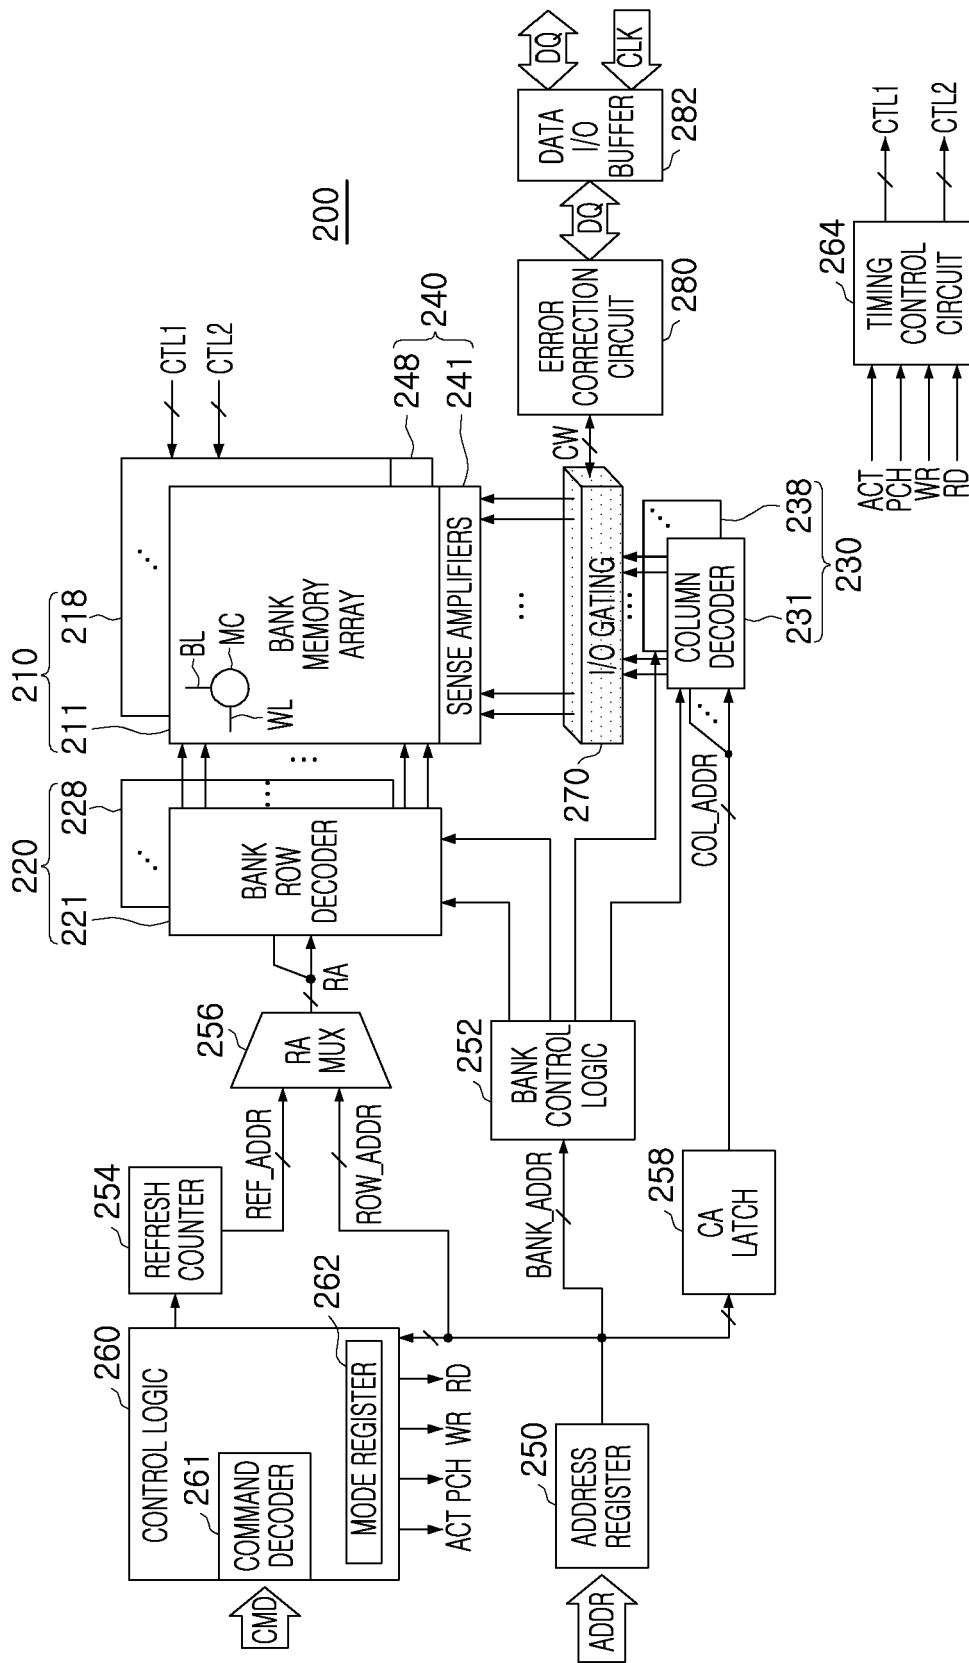 200
CMD
260
CONTROL LOGIC
261
COMMAND
DECODER
262
MODE REGISTER
ACT
PCH
WR
RD
254
REFRESH
COUNTER
REF_ADDR
ROW_ADDR
256
RA
MUX
RA
220
221
228
BANK
ROW
DECODER
210
211
218
BL
MC
WL
BANK
MEMORY
ARRAY
CTL1
CTL2
SENSE AMPLIFIERS
248
241
240
ADDR
250
ADDRESS
REGISTER
BANK_ADDR
252
BANK
CONTROL
LOGIC
258
CA
LATCH
COL_ADDR
270
I/O GATING
COLUMN
DECODER
231
238
230
CW
ERROR
CORRECTION
CIRCUIT
280
DQ
DATA
I/O
BUFFER
282
DQ
CLK
ACT
PCH
WR
RD
264
TIMING
CONTROL
CIRCUIT
CTL1
CTL2